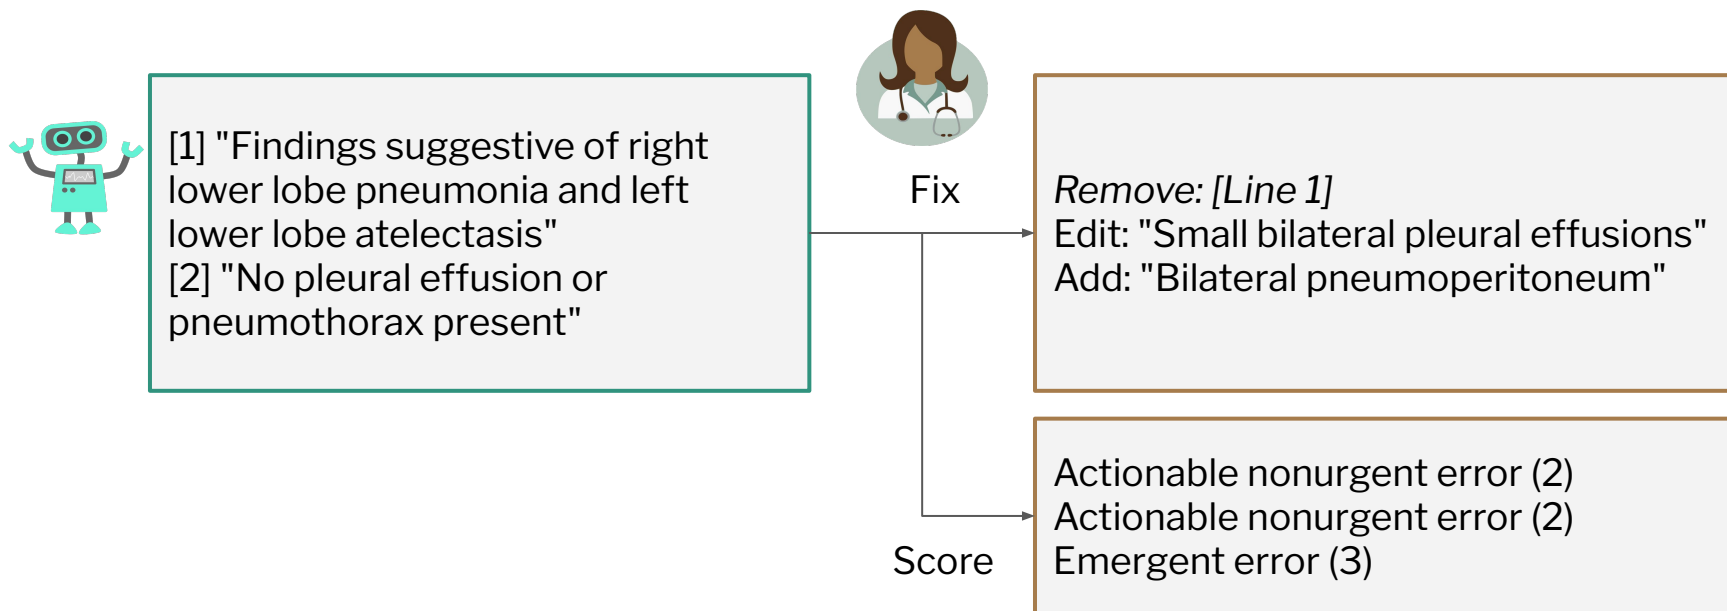 [1] "Findings suggestive of right
lower lobe pneumonia and left
lower lobe atelectasis"
[2] "No pleural effusion or
pneumothorax present"
Fix
Remove: [Line 1]
Edit: "Small bilateral pleural effusions"
Add: "Bilateral pneumoperitoneum"
Score
Actionable nonurgent error (2)
Actionable nonurgent error (2)
Emergent error (3)